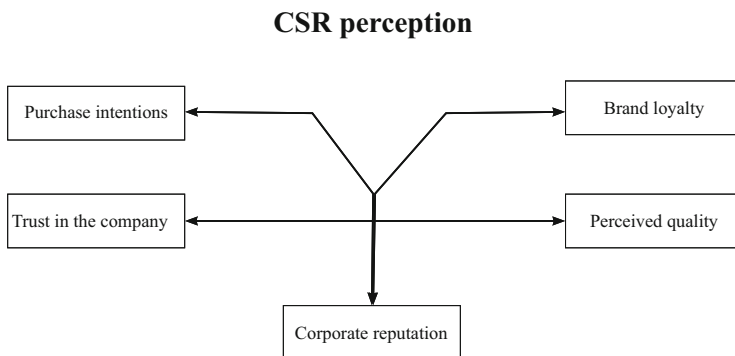 CSR perception
Purchase intentions
Brand loyalty
Trust in the company
Perceived quality
Corporate reputation